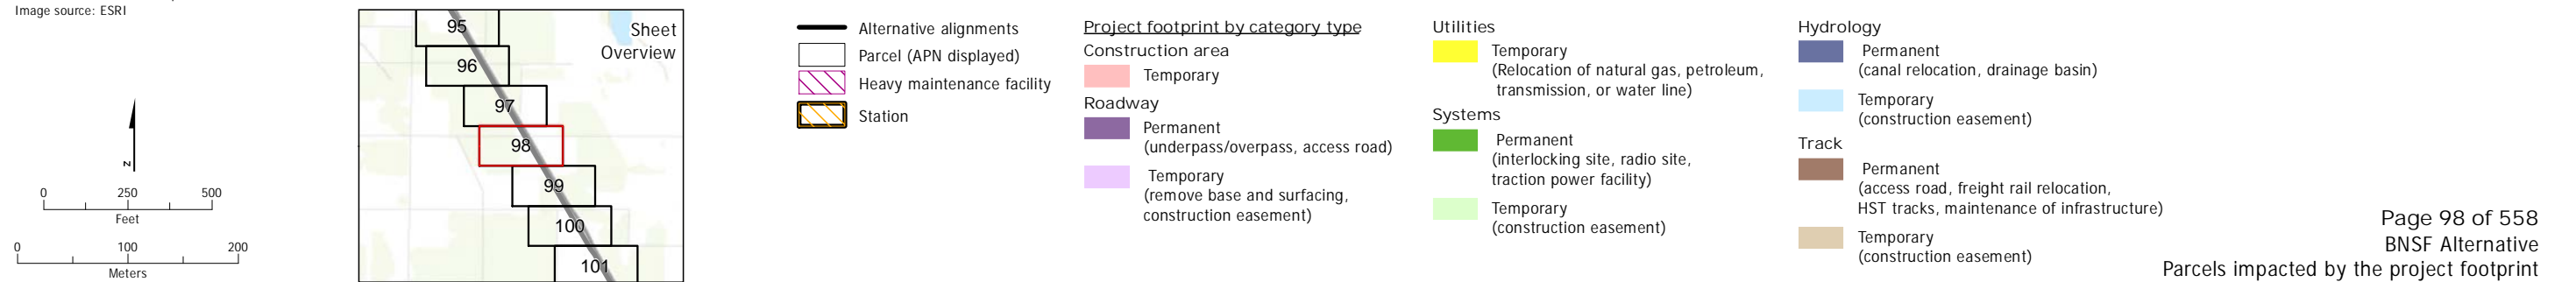 Image source: ESRI
N
0 250 500
Feet
0 100 200
Meters
Sheet
Overview
95
96
97
98
99
100
101
Alternative alignments
Parcel (APN displayed)
Heavy maintenance facility
Station
Project footprint by category type
Construction area
Temporary
Roadway
Permanent
(underpass/overpass, access road)
Temporary
(remove base and surfacing,
construction easement)
Utilities
Temporary
(Relocation of natural gas, petroleum,
transmission, or water line)
Systems
Permanent
(interlocking site, radio site,
traction power facility)
Temporary
(construction easement)
Hydrology
Permanent
(canal relocation, drainage basin)
Temporary
(construction easement)
Track
Permanent
(access road, freight rail relocation,
HST tracks, maintenance of infrastructure)
Temporary
(construction easement)
Page 98 of 558
BNSF Alternative
Parcels impacted by the project footprint